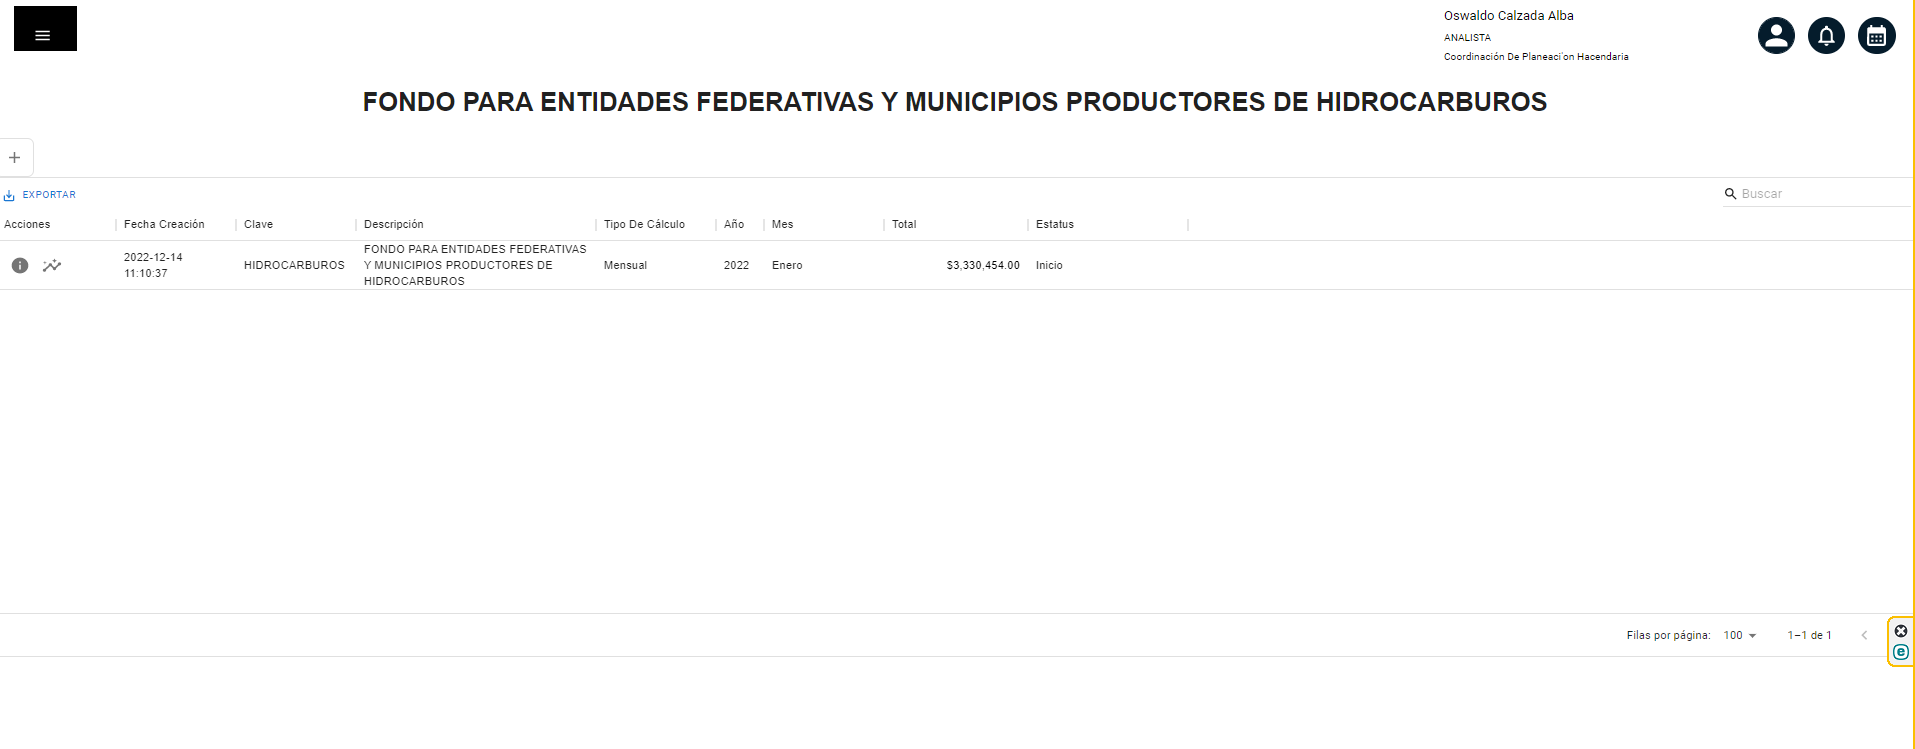 Oswaldo Calzada Alba
ANALISTA
Coordinación De Planeaci'on Hacendaria
FONDO PARA ENTIDADES FEDERATIVAS Y MUNICIPIOS PRODUCTORES DE HIDROCARBUROS
EXPORTAR
Buscar
Acciones Fecha Creación Clave Descripción Tipo De Cálculo Año Mes Total Estatus
2022-12-14
11:10:37
HIDROCARBUROS
FONDO PARA ENTIDADES FEDERATIVAS
Y MUNICIPIOS PRODUCTORES DE
HIDROCARBUROS
Mensual 2022 Enero $3,330,454.00 Inicio
Filas por página: 100 1–1 de 1